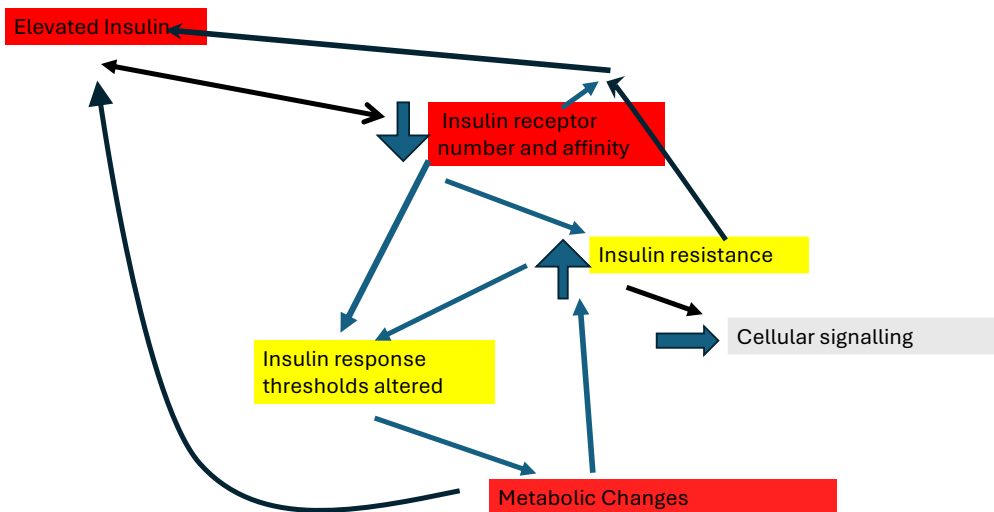 Elevated Insulin
Insulin receptor
number and affinity
Insulin resistance
Cellular signalling
Insulin response
thresholds altered
Metabolic Changes